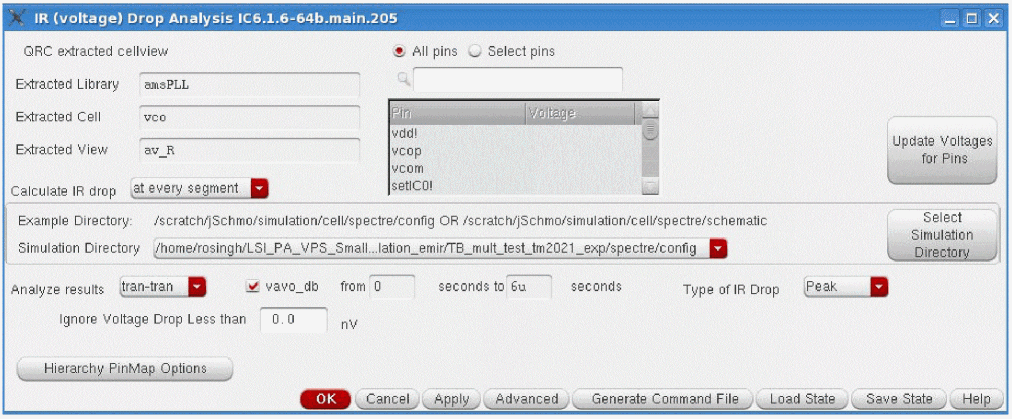 IR (voltage) Drop Analysis IC6.1.6-64b.main.205
QRC extracted cellview
All pins Select pins
Extracted Library amsPLL
Extracted Cell vco
Extracted View av_R
Calculate IR drop at every segment
Pin Voltage
vdd!
vcop
vcom
setIC0!
Update Voltages
for Pins
Example Directory: /scratch/jSchmo/simulation/cell/spectre/config OR /scratch/jSchmo/simulation/cell/spectre/schematic
Simulation Directory /home/rosingh/LSI_PA_VPS_Small...lation_emir/TB_mult_test_tm2021_exp/spectre/config
Select
Simulation
Directory
Analyze results tran-tran vavo_db from 0 seconds to 6u seconds Type of IR Drop Peak
Ignore Voltage Drop Less than 0.0 nV
Hierarchy PinMap Options
OK Cancel Apply Advanced Generate Command File Load State Save State Help